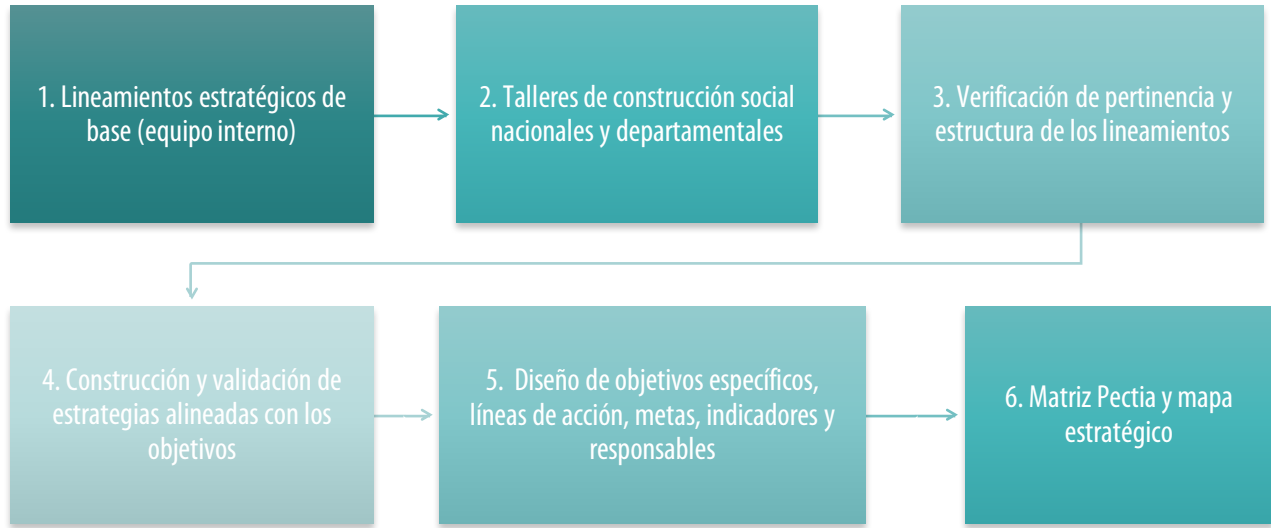 1. Lineamientos estratégicos de
base (equipo interno)
2. Talleres de construcción social
nacionales y departamentales
3. Verificación de pertinencia y
estructura de los lineamientos
4. Construcción y validación de
estrategias alineadas con los
objetivos
5. Diseño de objetivos específicos,
líneas de acción, metas, indicadores y
responsables
6. Matriz Pectia y mapa
estratégico